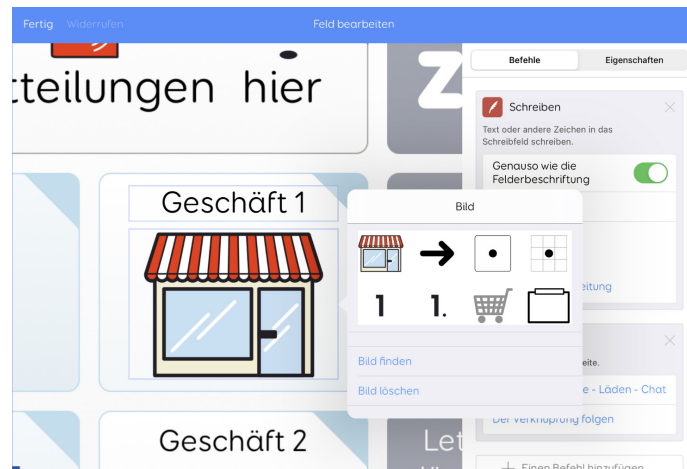 Fertig Widerrufen Feld bearbeiten
Befehle Eigenschaften
tteilungen hier
Z
Schreiben
Text oder andere Zeichen in das
Schreibfeld schreiben.
Genauso wie die
Felderbeschriftung
Geschäft 1
Bild
1 1.
eitung
Bild finden
eite.
Bild löschen
e - Läden - Chat
Der Verknüpfung folgen
Geschäft 2
Let
Einen Befehl hinzufügen